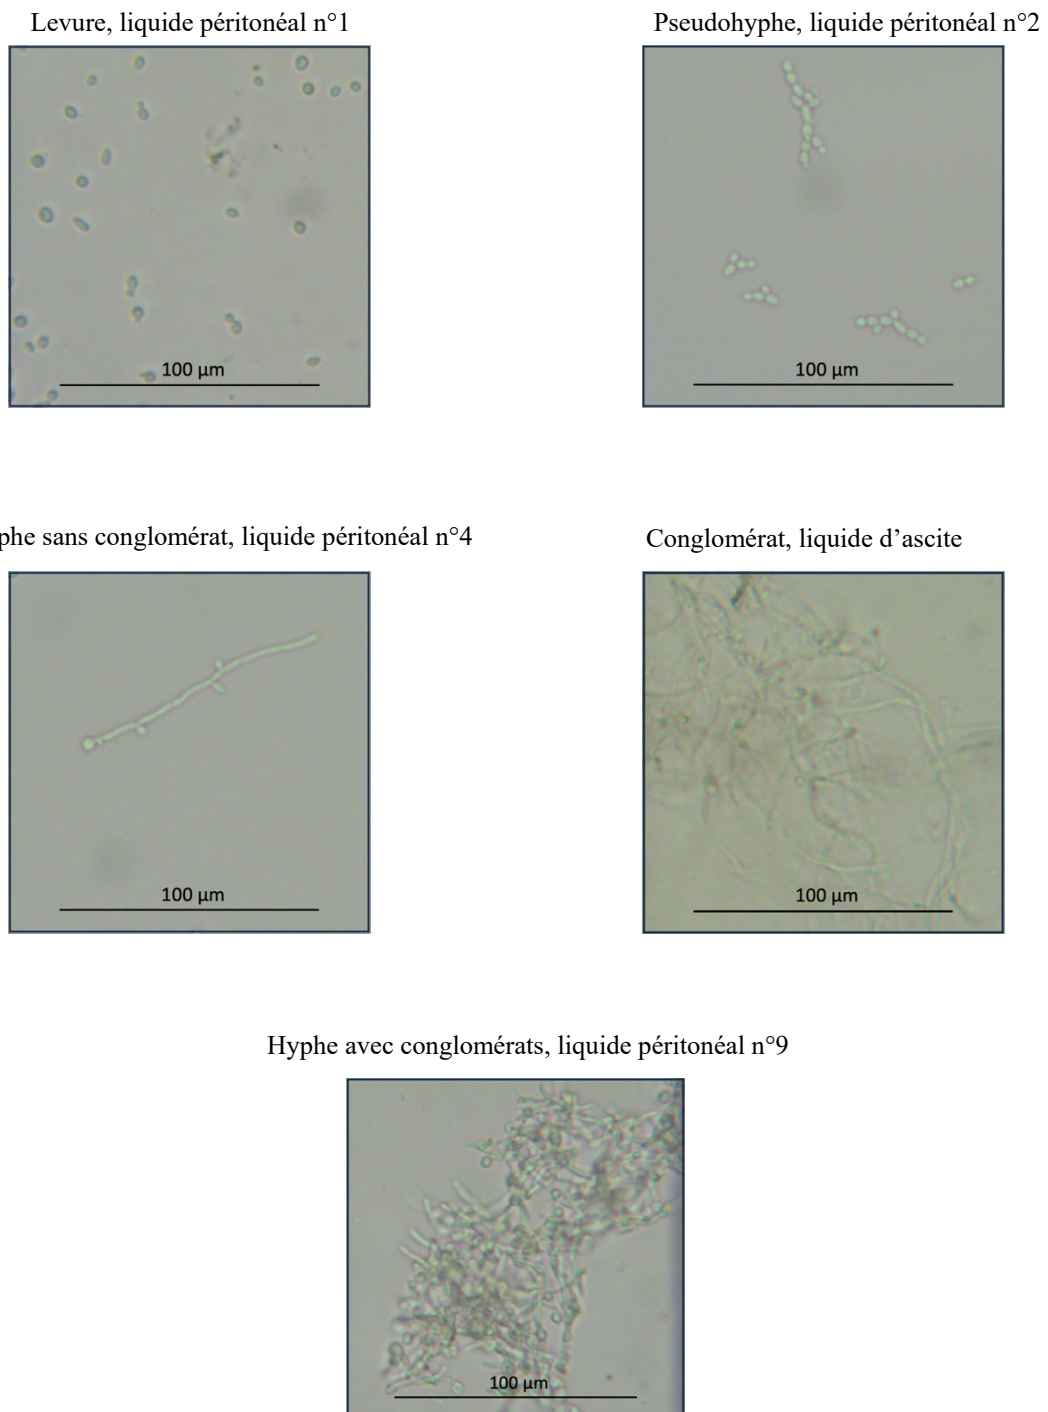 Levure, liquide péritonéal n°1
Pseudohyphe, liquide péritonéal n°2
100 µm
100 µm
phe sans conglomérat, liquide péritonéal n°4
Conglomérat, liquide d’ascite
100 µm
100 µm
Hyphe avec conglomérats, liquide péritonéal n°9
100 µm